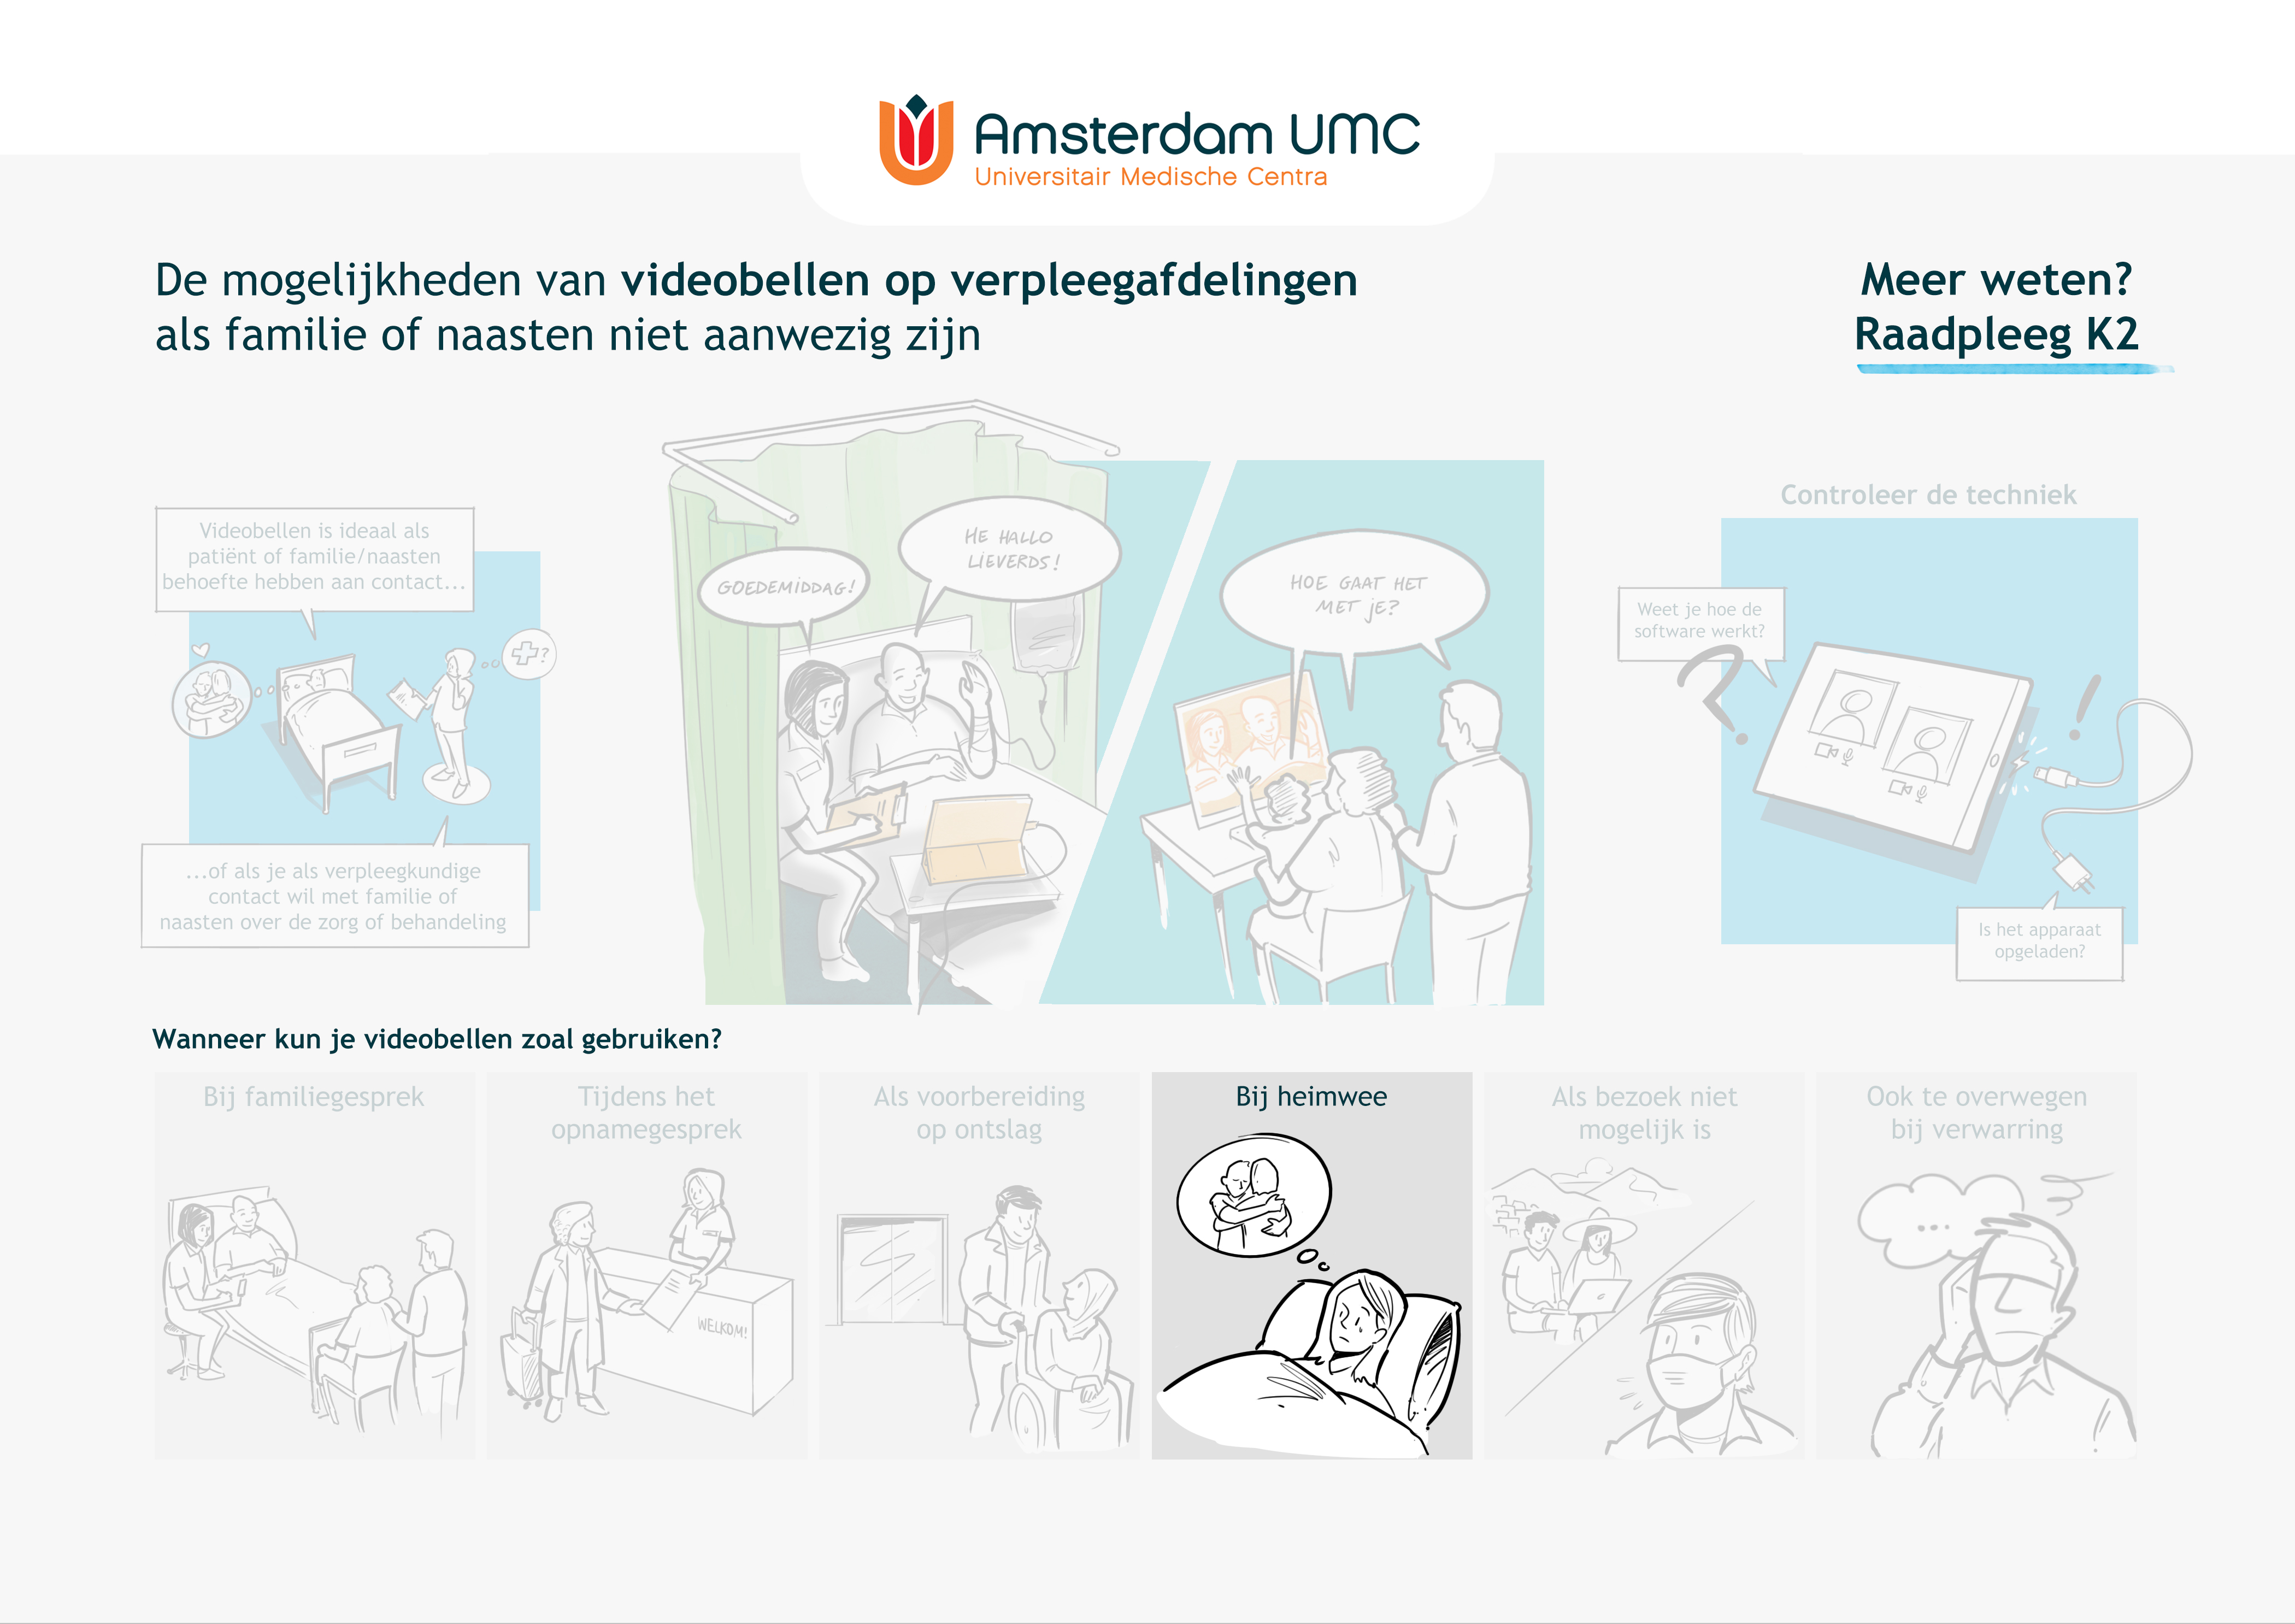 Amsterdam UMC
Universitair Medische Centra
De mogelijkheden van videobellen op verpleegafdelingen
als familie of naasten niet aanwezig zijn
Meer weten?
Raadpleeg K2
Videobellen is ideaal als
patiënt of familie/naasten
behoefte hebben aan contact...
?
...of als je als verpleegkundige
contact wil met familie of
naasten over de zorg of behandeling
GOEDEMIDDAG!
HE HALLO
LIEVERDS!
HOE GAAT HET
MET JE?
Controleer de techniek
Weet je hoe de
software werkt?
?
!
Is het apparaat
opgeladen?
Wanneer kun je videobellen zoal gebruiken?
Bij familiegesprek
Tijdens het
opnamegesprek
WELKOM!
Als voorbereiding
op ontslag
Bij heimwee
Als bezoek niet
mogelijk is
Ook te overwegen
bij verwarring
...